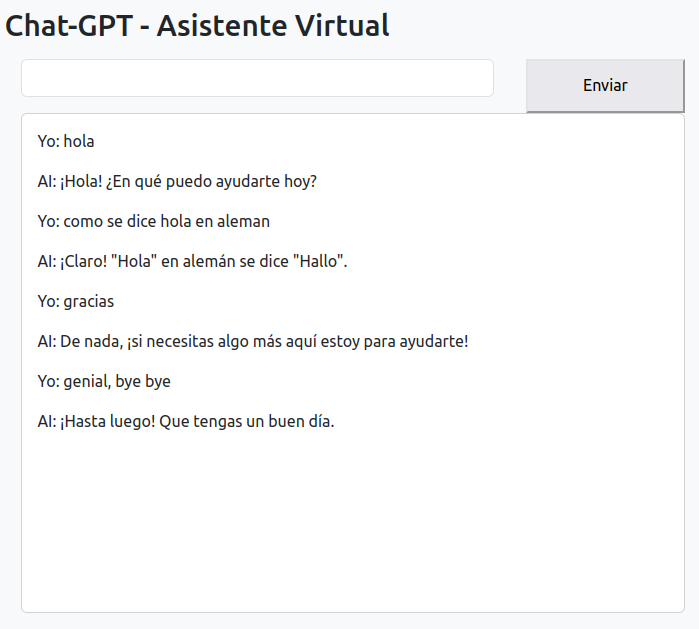 Chat-GPT - Asistente Virtual
Enviar
Yo: hola
AI: ¡Hola! ¿En qué puedo ayudarte hoy?
Yo: como se dice hola en aleman
AI: ¡Claro! "Hola" en alemán se dice "Hallo".
Yo: gracias
AI: De nada, ¡si necesitas algo más aquí estoy para ayudarte!
Yo: genial, bye bye
AI: ¡Hasta luego! Que tengas un buen día.